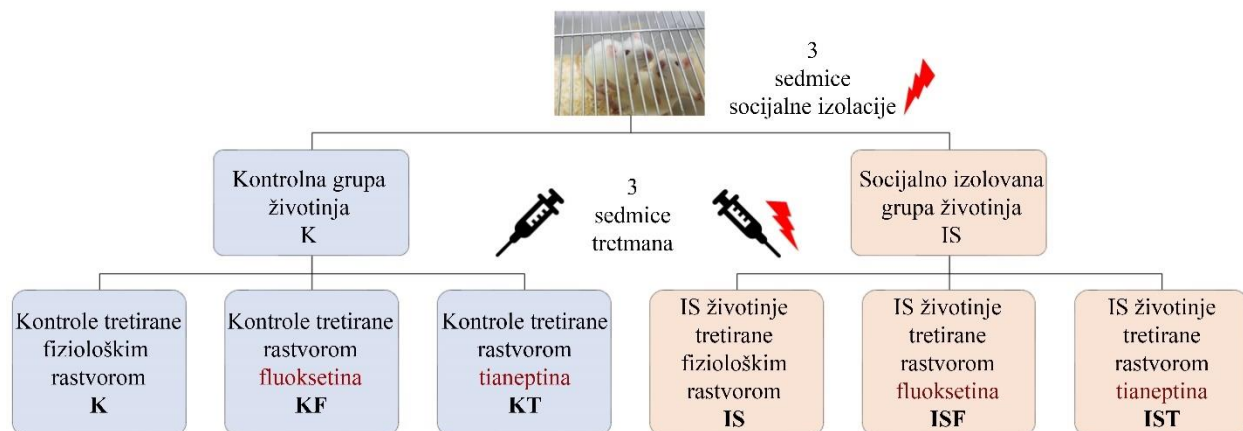 3
sedmice
socijalne izolacije
Kontrolna grupa
životinja
K
3
sedmice
tretmana
Socijalno izolovana
grupa životinja
IS
Kontrole tretirane
fiziološkim
rastvorom
K
Kontrole tretirane
rastvorom
fluoksetina
KF
Kontrole tretirane
rastvorom
tianeptina
KT
IS životinje
tretirane
fiziološkim
rastvorom
IS
IS životinje
tretirane
rastvorom
fluoksetina
ISF
IS životinje
tretirane
rastvorom
tianeptina
IST